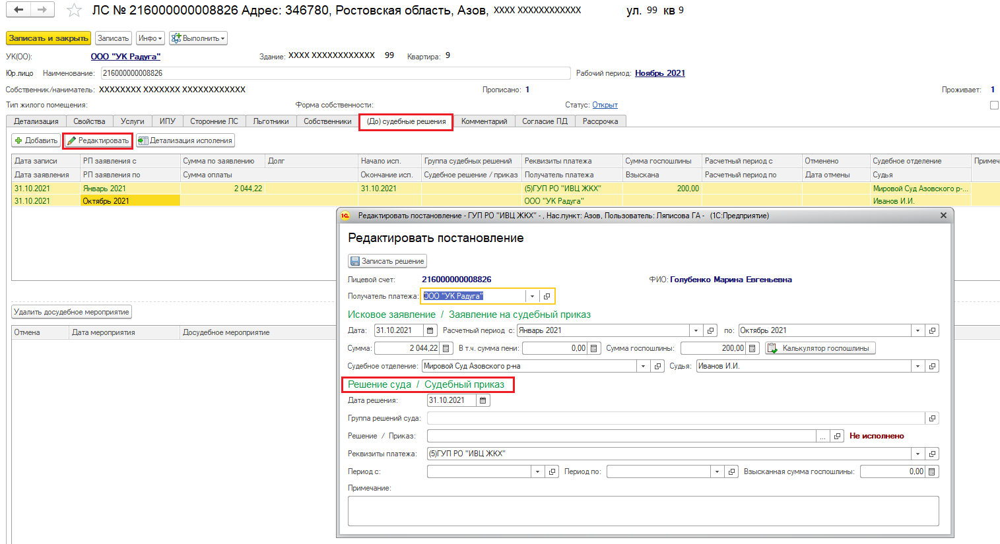 ЛС № 216000000008826 Адрес: 346780, Ростовская область, Азов, XXXX XXXXXXXXXXXX ул. 99 кв 9
Записать и закрыть Записать Инфо Выполнить
УК(ОО): ООО "УК Радуга" Здание: XXXX XXXXXXXXXXXX 99 Квартира: 9
Юр.лицо Наименование: 216000000008826 Рабочий период: Ноябрь 2021
Собственник/наниматель: XXXXXXXX XXXXXXX XXXXXXXXXXXX Прописано: 1 Проживает: 1
Тип жилого помещения: Форма собственности: Статус: Открыт
Детализация Свойства Услуги ИПУ Сторонние ЛС Льготники Собственники (До) судебные решения Комментарий Согласие ПД Рассрочка
Добавить Редактировать Детализация исполения
Дата записи РП заявления с Сумма по заявлению Долг Начало исп. Группа судебных решений Реквизиты платежа Сумма госпошлины Расчетный период с Отменено Судебное отделение Примеч
Дата заявления РП заявления по Сумма оплаты Окончание исп. Судебное решение / приказ Получатель платежа Взыскана Расчетный период по Дата отмены Судья
31.10.2021 Январь 2021 2 044,22 31.10.2021 (5)ГУП РО "ИВЦ ЖКХ" 200,00 Мировой Суд Азовского р-...
31.10.2021 Октябрь 2021 ООО "УК Радуга" Иванов И.И.
Удалить досудебное мероприятие
Отмена Дата мероприятия Досудебное мероприятие
1С Редактировать постановление - ГУП РО "ИВЦ ЖКХ" - , Нас.пункт: Азов, Пользователь: Ляписова ГА - (1С:Предприятие)
Редактировать постановление
Записать решение
Лицевой счет: 216000000008826 ФИО: Голубенко Марина Евгеньевна
Получатель платежа: ООО "УК Радуга"
Исковое заявление / Заявление на судебный приказ
Дата: 31.10.2021 Расчетный период с: Январь 2021 по: Октябрь 2021
Сумма: 2 044,22 В т.ч. сумма пени: 0,00 Сумма госпошлины: 200,00 Калькулятор госпошлины
Судебное отделение: Мировой Суд Азовского р-на Судья: Иванов И.И.
Решение суда / Судебный приказ
Дата решения: 31.10.2021
Группа решений суда:
Решение / Приказ: ... Не исполнено
Реквизиты платежа: (5)ГУП РО "ИВЦ ЖКХ"
Период с: Период по: Взысканная сумма госпошлины: 0,00
Примечание: